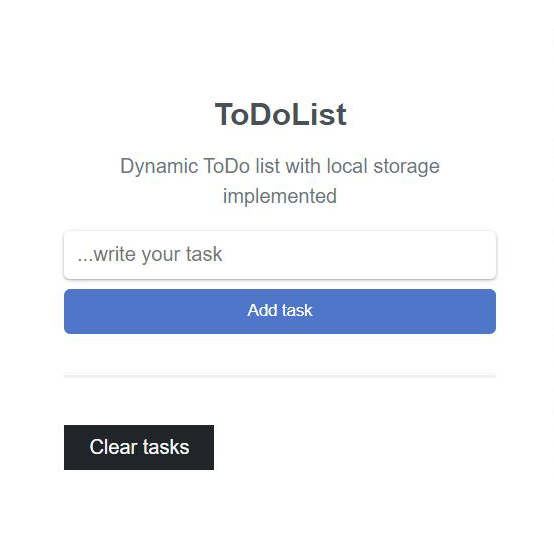 ToDoList
Dynamic ToDo list with local storage
implemented
...write your task
Add task
Clear tasks